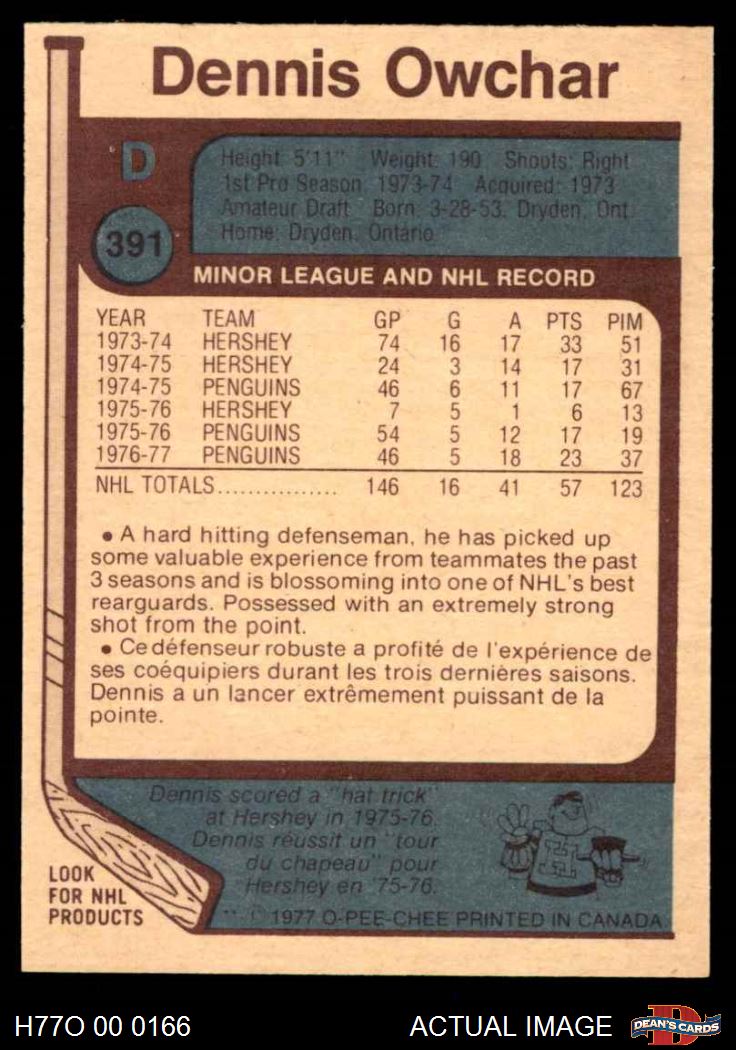 Dennis Owchar
D
391
Height: 5'11" Weight: 190 Shoots: Right
1st Pro Season: 1973-74 Acquired: 1973
Amateur Draft Born: 3-28-53, Dryden, Ont.
Home: Dryden, Ontario
MINOR LEAGUE AND NHL RECORD
YEAR TEAM GP G A PTS PIM
1973-74 HERSHEY 74 16 17 33 51
1974-75 HERSHEY 24 3 14 17 31
1974-75 PENGUINS 46 6 11 17 67
1975-76 HERSHEY 7 5 1 6 13
1975-76 PENGUINS 54 5 12 17 19
1976-77 PENGUINS 46 5 18 23 37
NHL TOTALS................ 146 16 41 57 123
• A hard hitting defenseman, he has picked up
some valuable experience from teammates the past
3 seasons and is blossoming into one of NHL's best
rearguards. Possessed with an extremely strong
shot from the point.
• Ce défenseur robuste a profité de l'expérience de
ses coéquipiers durant les trois dernières saisons.
Dennis a un lancer extrêmement puissant de la
pointe.
Dennis scored a "hat trick"
at Hershey in 1975-76.
Dennis réussit un "tour
du chapeau" pour
Hershey en '75-76.
H
LOOK
FOR NHL
PRODUCTS
** © 1977 O-PEE-CHEE PRINTED IN CANADA
H77O 00 0166
ACTUAL IMAGE
DEAN'S CARDS